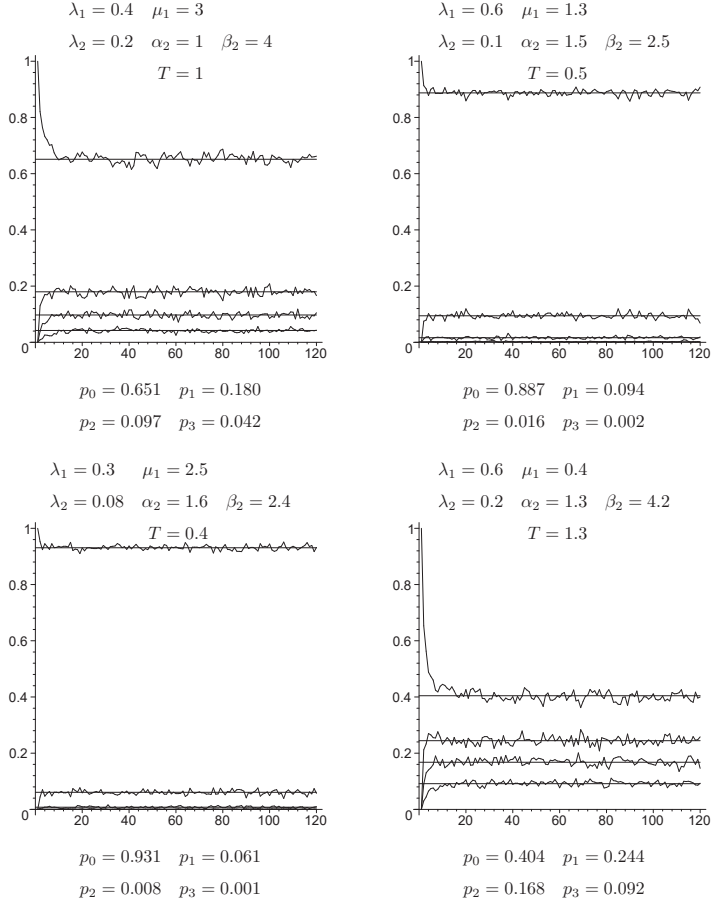 λ₁ = 0.4 μ₁ = 3
λ₂ = 0.2 α₂ = 1 β₂ = 4
T = 1
1
0.8
0.6
0.4
0.2
0
20 40 60 80 100 120
p₀ = 0.651 p₁ = 0.180
p₂ = 0.097 p₃ = 0.042
λ₁ = 0.6 μ₁ = 1.3
λ₂ = 0.1 α₂ = 1.5 β₂ = 2.5
T = 0.5
1
0.8
0.6
0.4
0.2
0
20 40 60 80 100 120
p₀ = 0.887 p₁ = 0.094
p₂ = 0.016 p₃ = 0.002
λ₁ = 0.3 μ₁ = 2.5
λ₂ = 0.08 α₂ = 1.6 β₂ = 2.4
T = 0.4
1
0.8
0.6
0.4
0.2
0
20 40 60 80 100 120
p₀ = 0.931 p₁ = 0.061
p₂ = 0.008 p₃ = 0.001
λ₁ = 0.6 μ₁ = 0.4
λ₂ = 0.2 α₂ = 1.3 β₂ = 4.2
T = 1.3
1
0.8
0.6
0.4
0.2
0
20 40 60 80 100 120
p₀ = 0.404 p₁ = 0.244
p₂ = 0.168 p₃ = 0.092